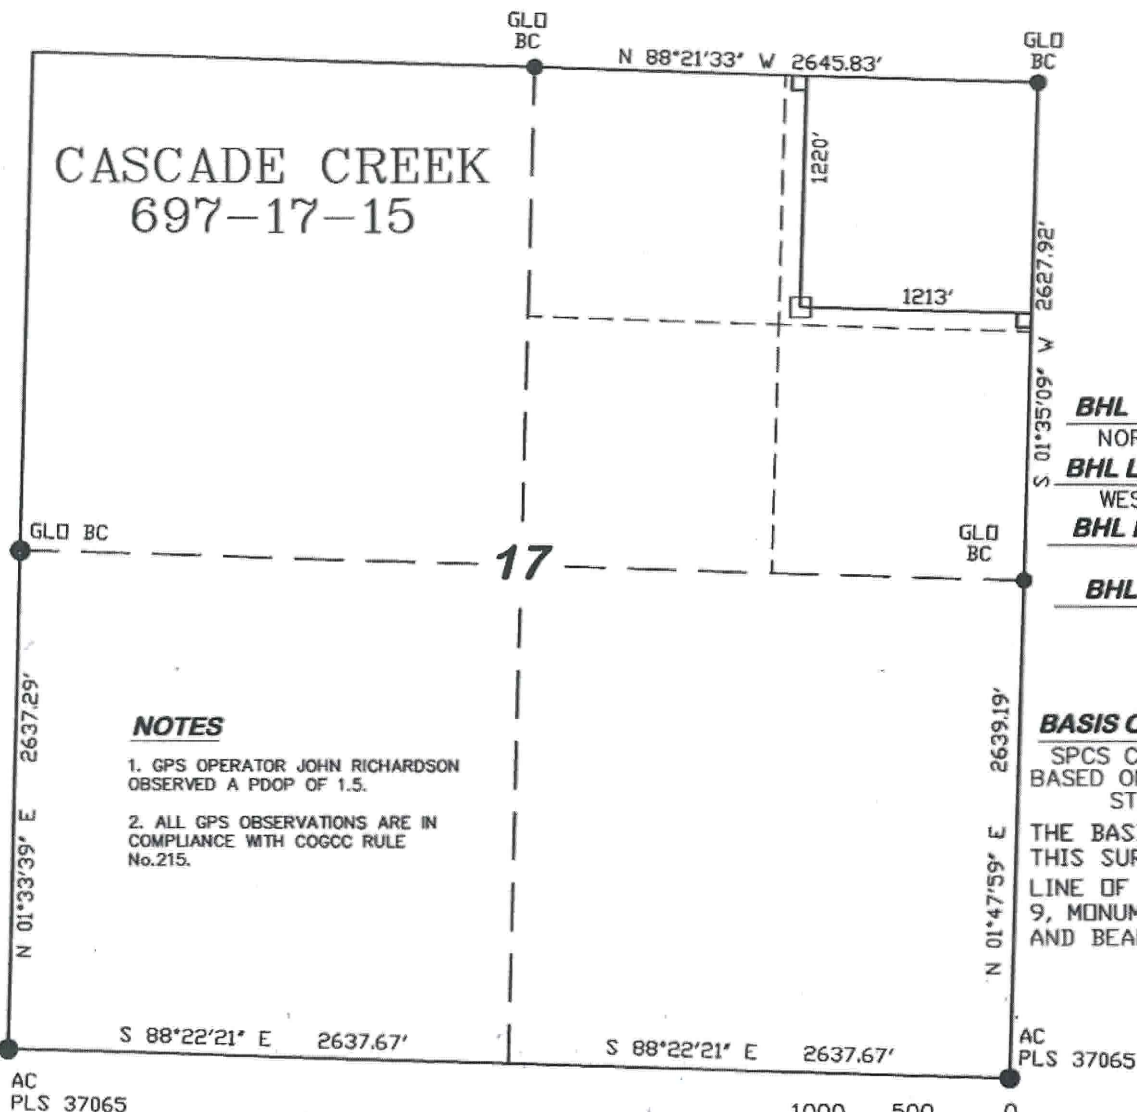 GLO
BC
GLO
BC
N 88°21'33" W 2645.83'
CASCADE CREEK
697-17-15
1220'
1213'
S 01°35'09" W 2627.92'
BHL
BHL
WES
BHL
BHL
GLO BC
GLO
BC
17
N 01°33'39" E 2637.29'
NOTES
1. GPS OPERATOR JOHN RICHARDSON
OBSERVED A PDOP OF 1.5.
2. ALL GPS OBSERVATIONS ARE IN
COMPLIANCE WITH COGCC RULE
No.215.
N 01°47'59" E 2639.19'
BASIS
SPCS C
BASED
ST
THE BAS
THIS SUR
LINE OF
9, MONUM
AND BEA
S 88°22'21" E 2637.67'
S 88°22'21" E 2637.67'
AC
PLS 37065
AC
PLS 37065
1000 500 0